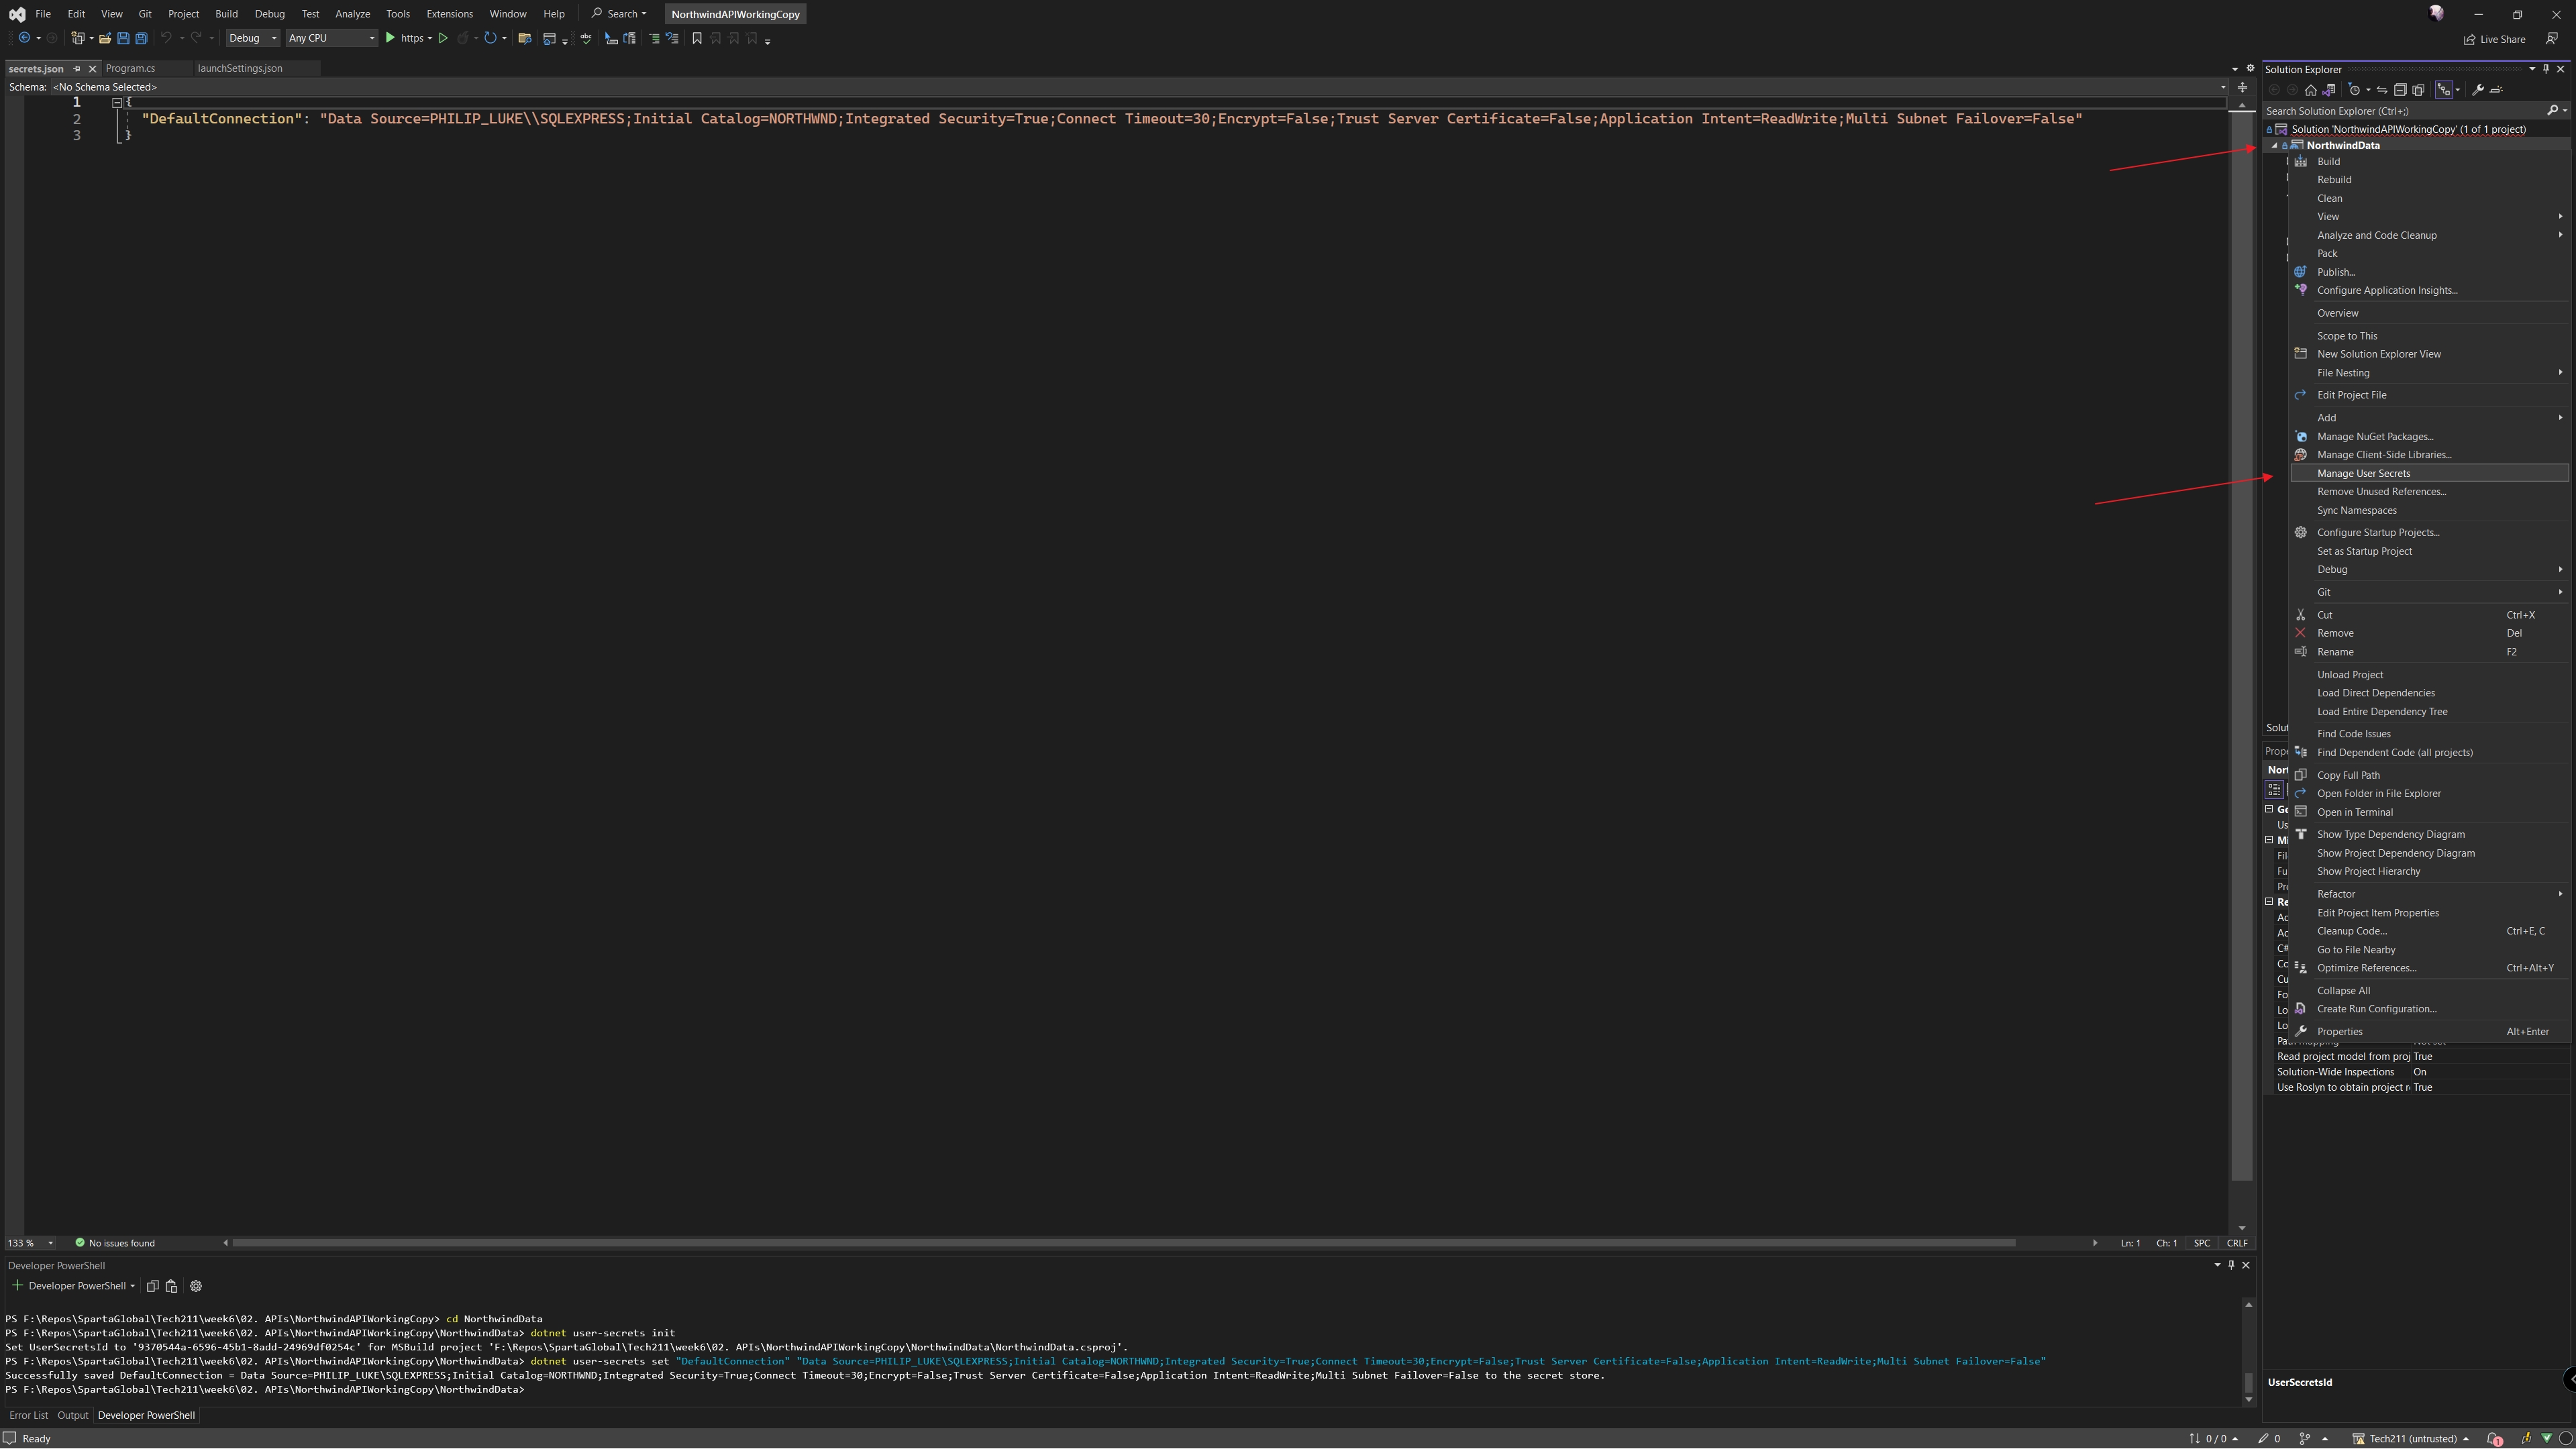 File Edit View Git Project Build Debug Test Analyze Tools Extensions Window Help Search NorthwindAPIWorkingCopy
Debug Any CPU https Live Share
secrets.json Program.cs launchSettings.json
Schema: <No Schema Selected>
1 {
2 "DefaultConnection": "Data Source=PHILIP_LUKE\\SQLEXPRESS;Initial Catalog=NORTHWND;Integrated Security=True;Connect Timeout=30;Encrypt=False;Trust Server Certificate=False;Application Intent=ReadWrite;Multi Subnet Failover=False"
3 }
133 % No issues found Ln: 1 Ch: 1 SPC CRLF
Developer PowerShell
Developer PowerShell
PS F:\Repos\SpartaGlobal\Tech211\week6\02. APIs\NorthwindAPIWorkingCopy> cd NorthwindData
PS F:\Repos\SpartaGlobal\Tech211\week6\02. APIs\NorthwindAPIWorkingCopy\NorthwindData> dotnet user-secrets init
Set UserSecretsId to '9370544a-6596-45b1-8add-24969df0254c' for MSBuild project 'F:\Repos\SpartaGlobal\Tech211\week6\02. APIs\NorthwindAPIWorkingCopy\NorthwindData\NorthwindData.csproj'.
PS F:\Repos\SpartaGlobal\Tech211\week6\02. APIs\NorthwindAPIWorkingCopy\NorthwindData> dotnet user-secrets set "DefaultConnection" "Data Source=PHILIP_LUKE\SQLEXPRESS;Initial Catalog=NORTHWND;Integrated Security=True;Connect Timeout=30;Encrypt=False;Trust Server Certificate=False;Application Intent=ReadWrite;Multi Subnet Failover=False"
Successfully saved DefaultConnection = Data Source=PHILIP_LUKE\SQLEXPRESS;Initial Catalog=NORTHWND;Integrated Security=True;Connect Timeout=30;Encrypt=False;Trust Server Certificate=False;Application Intent=ReadWrite;Multi Subnet Failover=False to the secret store.
PS F:\Repos\SpartaGlobal\Tech211\week6\02. APIs\NorthwindAPIWorkingCopy\NorthwindData>
Error List Output Developer PowerShell
Solution Explorer
Search Solution Explorer (Ctrl+;)
Solution 'NorthwindAPIWorkingCopy' (1 of 1 project)
NorthwindData
Build
Rebuild
Clean
View
Analyze and Code Cleanup
Pack
Publish...
Configure Application Insights...
Overview
Scope to This
New Solution Explorer View
File Nesting
Edit Project File
Add
Manage NuGet Packages...
Manage Client-Side Libraries...
Manage User Secrets
Remove Unused References...
Sync Namespaces
Configure Startup Projects...
Set as Startup Project
Debug
Git
Cut Ctrl+X
Remove Del
Rename F2
Unload Project
Load Direct Dependencies
Load Entire Dependency Tree
Find Code Issues
Find Dependent Code (all projects)
Copy Full Path
Open Folder in File Explorer
Open in Terminal
Show Type Dependency Diagram
Show Project Dependency Diagram
Show Project Hierarchy
Refactor
Edit Project Item Properties
Cleanup Code... Ctrl+E, C
Go to File Nearby
Optimize References... Ctrl+Alt+Y
Collapse All
Create Run Configuration...
Properties Alt+Enter
Read project model from proj True
Solution-Wide Inspections On
Use Roslyn to obtain project r True
UserSecretsId
Ready 0 / 0 0 Tech211 (untrusted) 1